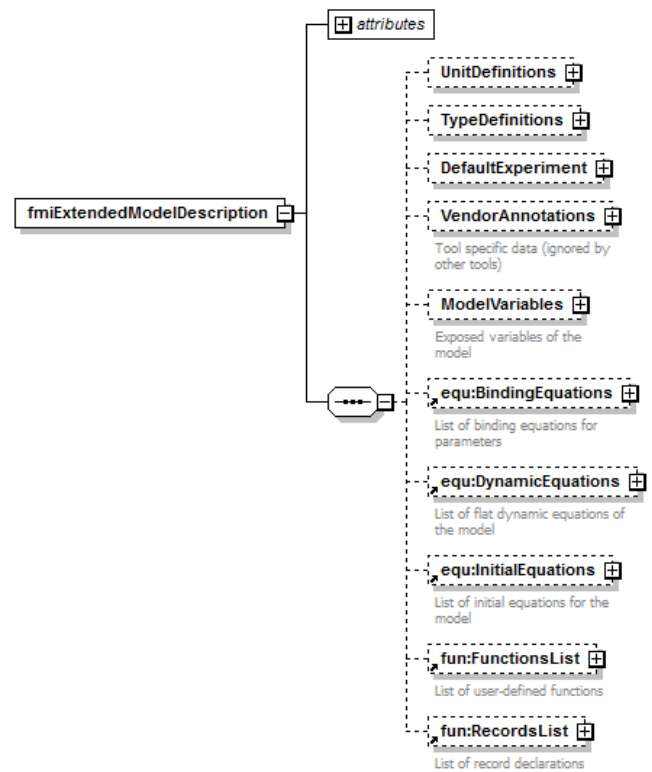 attributes
UnitDefinitions
TypeDefinitions
DefaultExperiment
fmiExtendedModelDescription
VendorAnnotations
Tool specific data (ignored by
other tools)
ModelVariables
Exposed variables of the
model
equ:BindingEquations
List of binding equations for
parameters
equ:DynamicEquations
List of flat dynamic equations of
the model
equ:InitialEquations
List of initial equations for the
model
fun:FunctionsList
List of user-defined functions
fun:RecordsList
List of record declarations